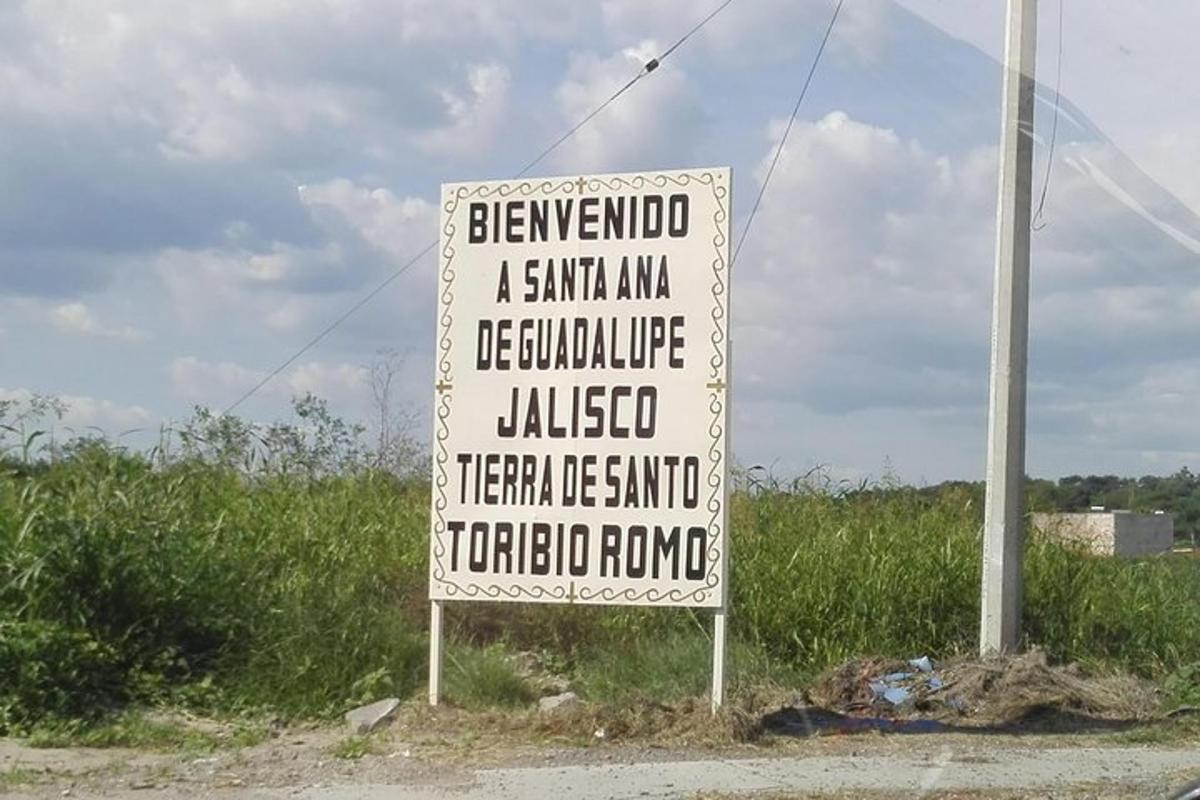 BIENVENIDO
A SANTA ANA
DE GUADALUPE
JALISCO
TIERRA DE SANTO
TORIBIO ROMO